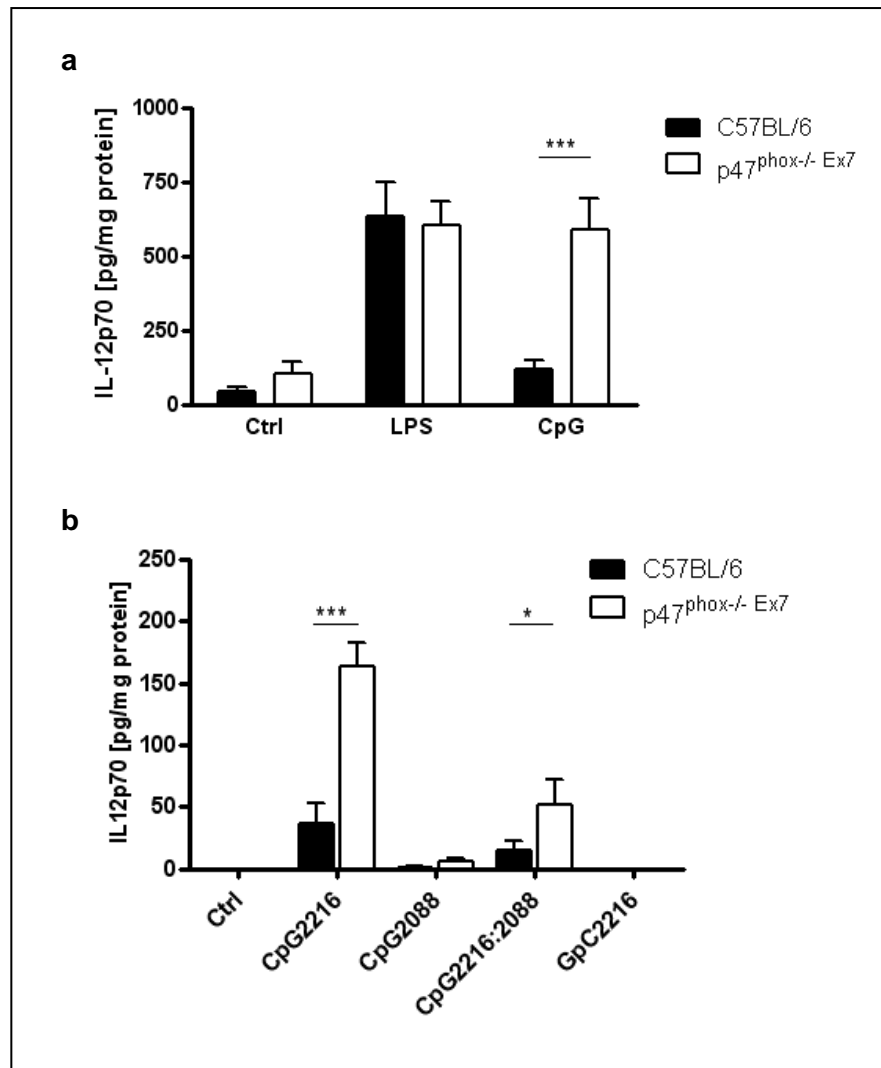 a
1000
750
500
250
0
IL-12p70 [pg/mg protein]
***
C57BL/6
p47phox-/- Ex7
Ctrl LPS CpG
b
250
200
150
100
50
0
IL12p70 [pg/mg protein]
***
*
C57BL/6
p47phox-/- Ex7
Ctrl
CpG2216
CpG2088
CpG2216:2088
GpC2216